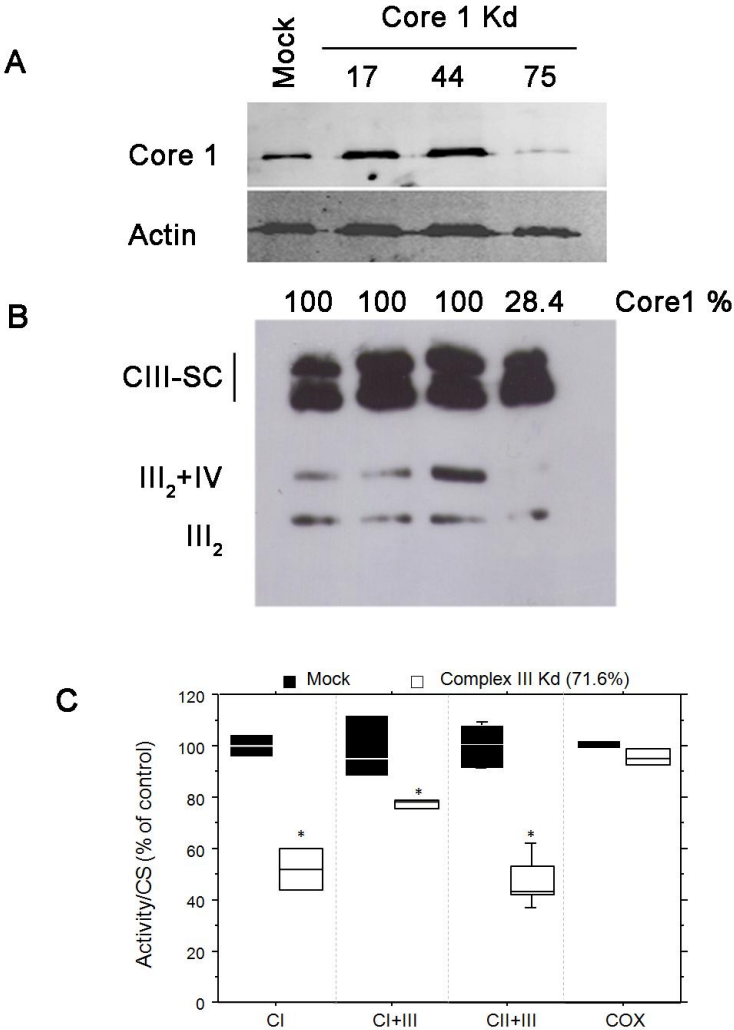 A
Mock
Core 1 Kd
17 44 75
Core 1
Actin
B
100 100 100 28.4 Core1 %
CIII-SC
III₂+IV
III₂
C
Mock Complex III Kd (71.6%)
Activity/CS (% of control)
120
100
80
60
40
20
0
*
*
*
CI CI+III CII+III COX